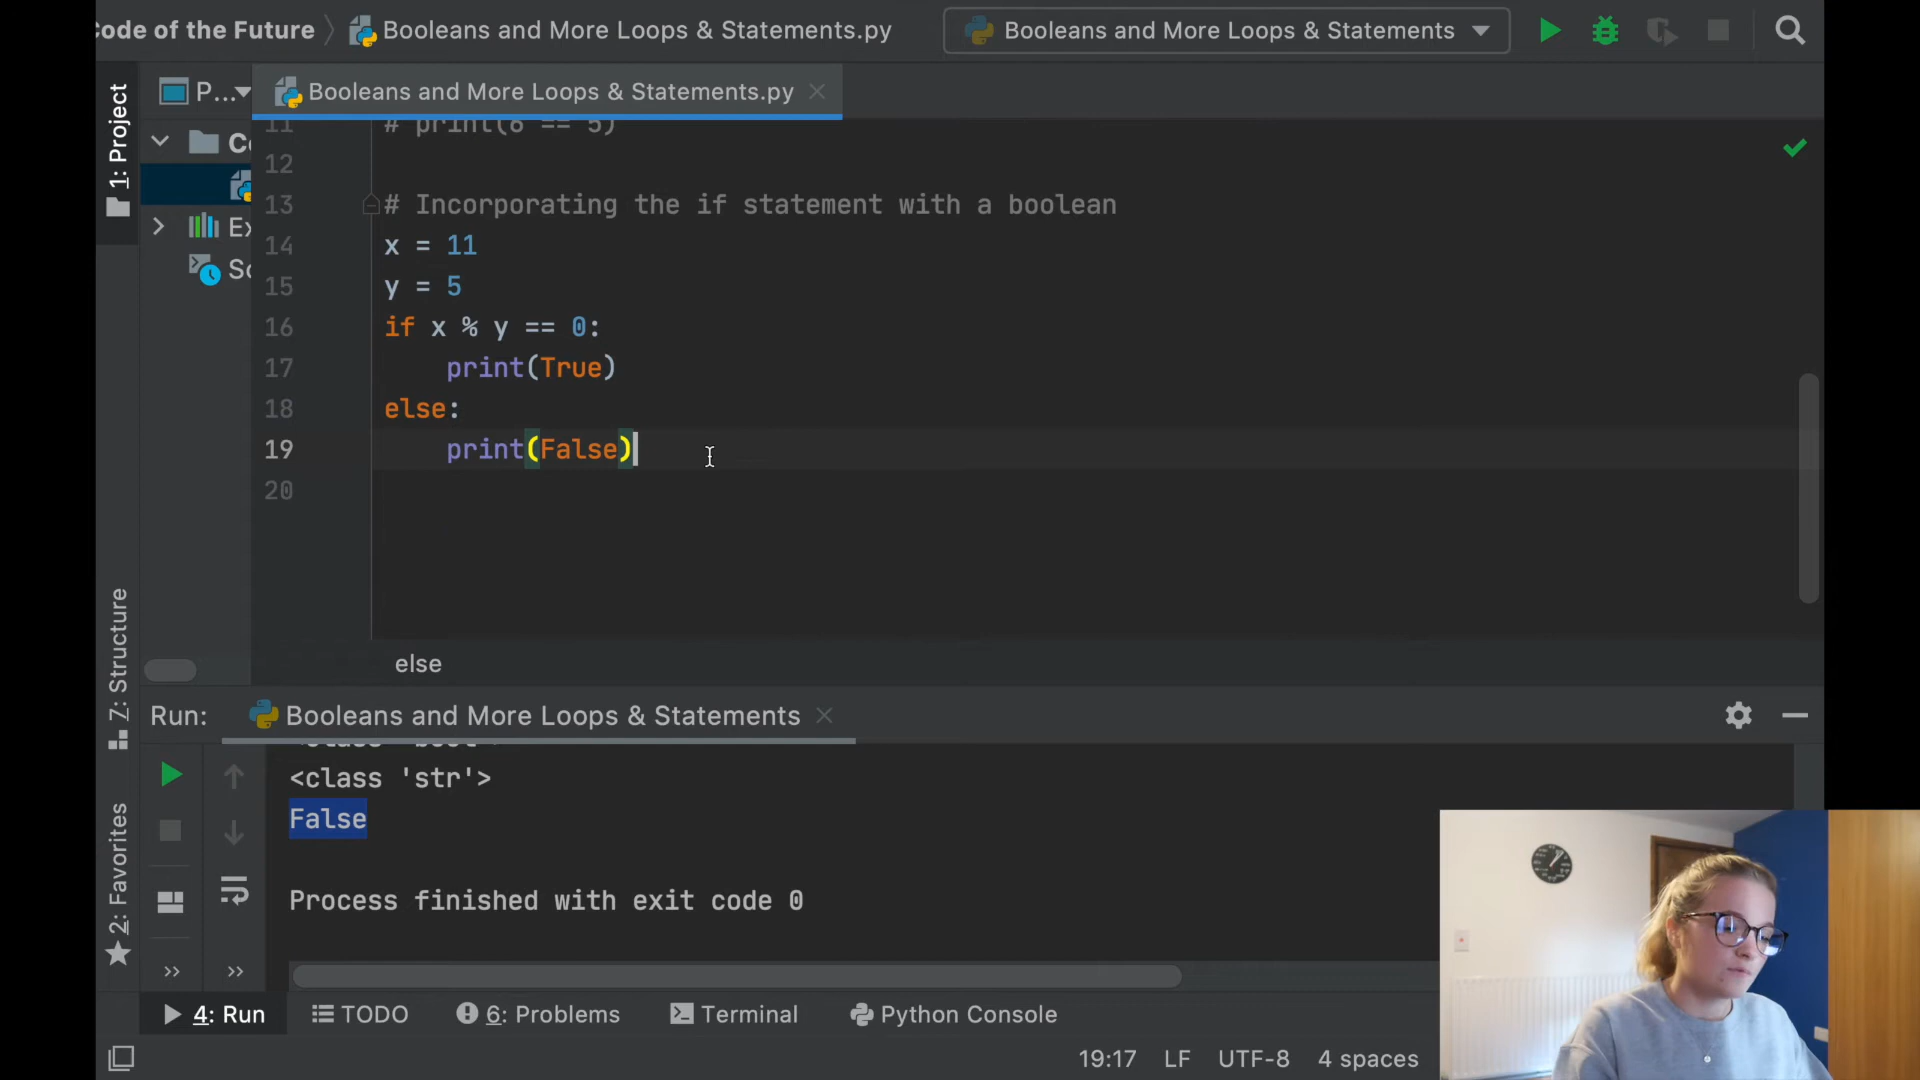 Code of the Future
Booleans and More Loops & Statements.py
Booleans and More Loops & Statements
P...
Booleans and More Loops & Statements.py
1: Project
11 # print(6 == 5)
12
13 # Incorporating the if statement with a boolean
14 x = 11
15 y = 5
16 if x % y == 0:
17 print(True)
18 else:
19 print(False)
20
else
Z: Structure
2: Favorites
Run: Booleans and More Loops & Statements
<class 'bool'>
<class 'str'>
False
Process finished with exit code 0
4: Run TODO 6: Problems Terminal Python Console
19:17 LF UTF-8 4 spaces